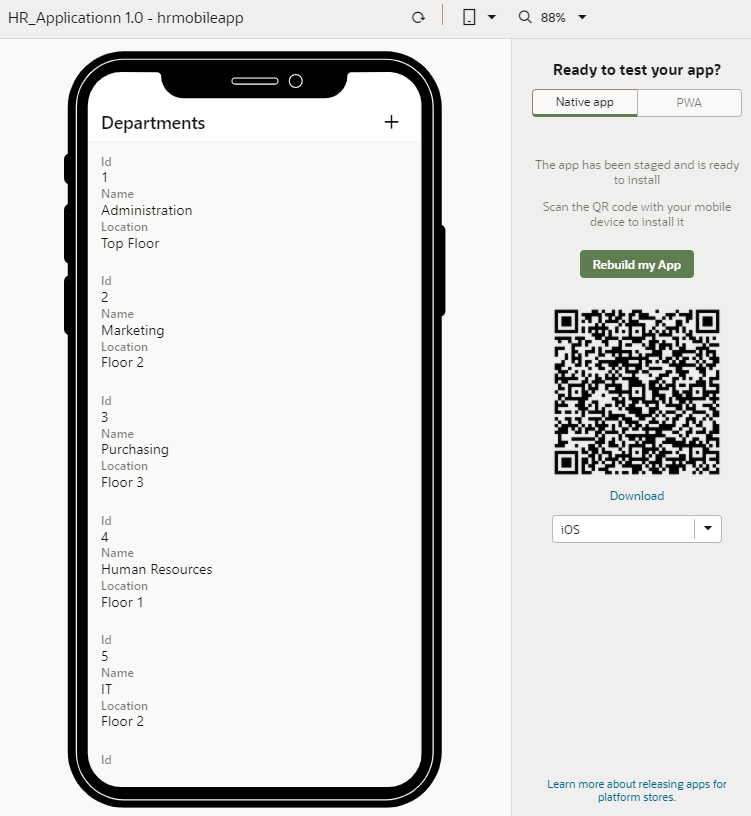 HR_Applicationn 1.0 - hrmobileapp
88%
Departments
Id
1
Name
Administration
Location
Top Floor
Id
2
Name
Marketing
Location
Floor 2
Id
3
Name
Purchasing
Location
Floor 3
Id
4
Name
Human Resources
Location
Floor 1
Id
5
Name
IT
Location
Floor 2
Id
Ready to test your app?
Native app
PWA
The app has been staged and is ready
to install
Scan the QR code with your mobile
device to install it
Rebuild my App
Download
iOS
Learn more about releasing apps for
platform stores.